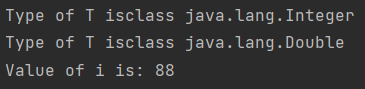 Type of T isclass java.lang.Integer
Type of T isclass java.lang.Double
Value of i is: 88